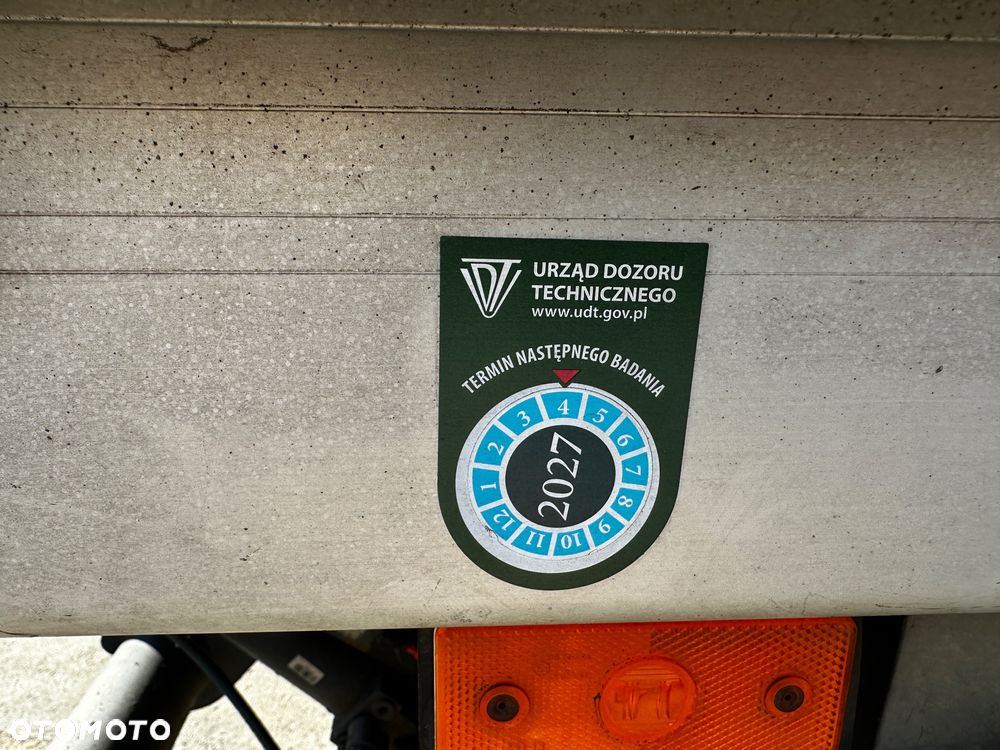 UDT
URZĄD DOZORU
TECHNICZNEGO
www.udt.gov.pl
TERMIN NASTĘPNEGO BADANIA
1 2 3 4 5 6 7 8 9 10 11 12
2027
OTOMOTO